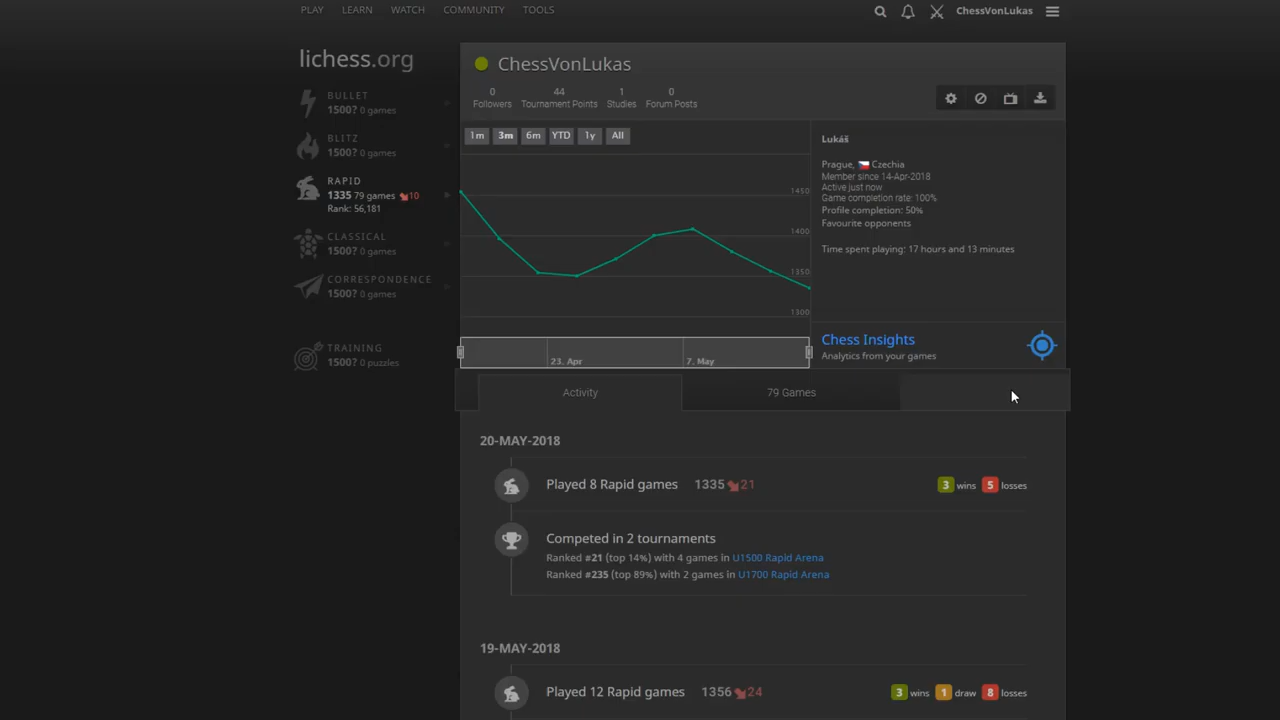 PLAY LEARN WATCH COMMUNITY TOOLS ChessVonLukas
lichess.org
BULLET
1500? 0 games
BLITZ
1500? 0 games
RAPID
1335 79 games 10
Rank: 56,181
CLASSICAL
1500? 0 games
CORRESPONDENCE
1500? 0 games
TRAINING
1500? 0 puzzles
ChessVonLukas
0 44 1 0
Followers Tournament Points Studies Forum Posts
1m 3m 6m YTD 1y All
1450
1400
1350
1300
23. Apr 7. May
Lukáš
Prague, Czechia
Member since 14-Apr-2018
Active just now
Game completion rate: 100%
Profile completion: 50%
Favourite opponents
Time spent playing: 17 hours and 13 minutes
Chess Insights
Analytics from your games
Activity 79 Games
20-MAY-2018
Played 8 Rapid games 1335 21 3 wins 5 losses
Competed in 2 tournaments
Ranked #21 (top 14%) with 4 games in U1500 Rapid Arena
Ranked #235 (top 89%) with 2 games in U1700 Rapid Arena
19-MAY-2018
Played 12 Rapid games 1356 24 3 wins 1 draw 8 losses